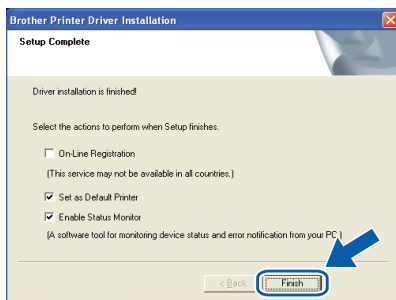 Brother Printer Driver Installation
Setup Complete
Driver installation is finished!
Select the actions to perform when Setup finishes.
On-Line Registration
(This service may not be available in all countries.)
Set as Default Printer
Enable Status Monitor
(A software tool for monitoring device status and error notification from your PC.)
< Back Finish